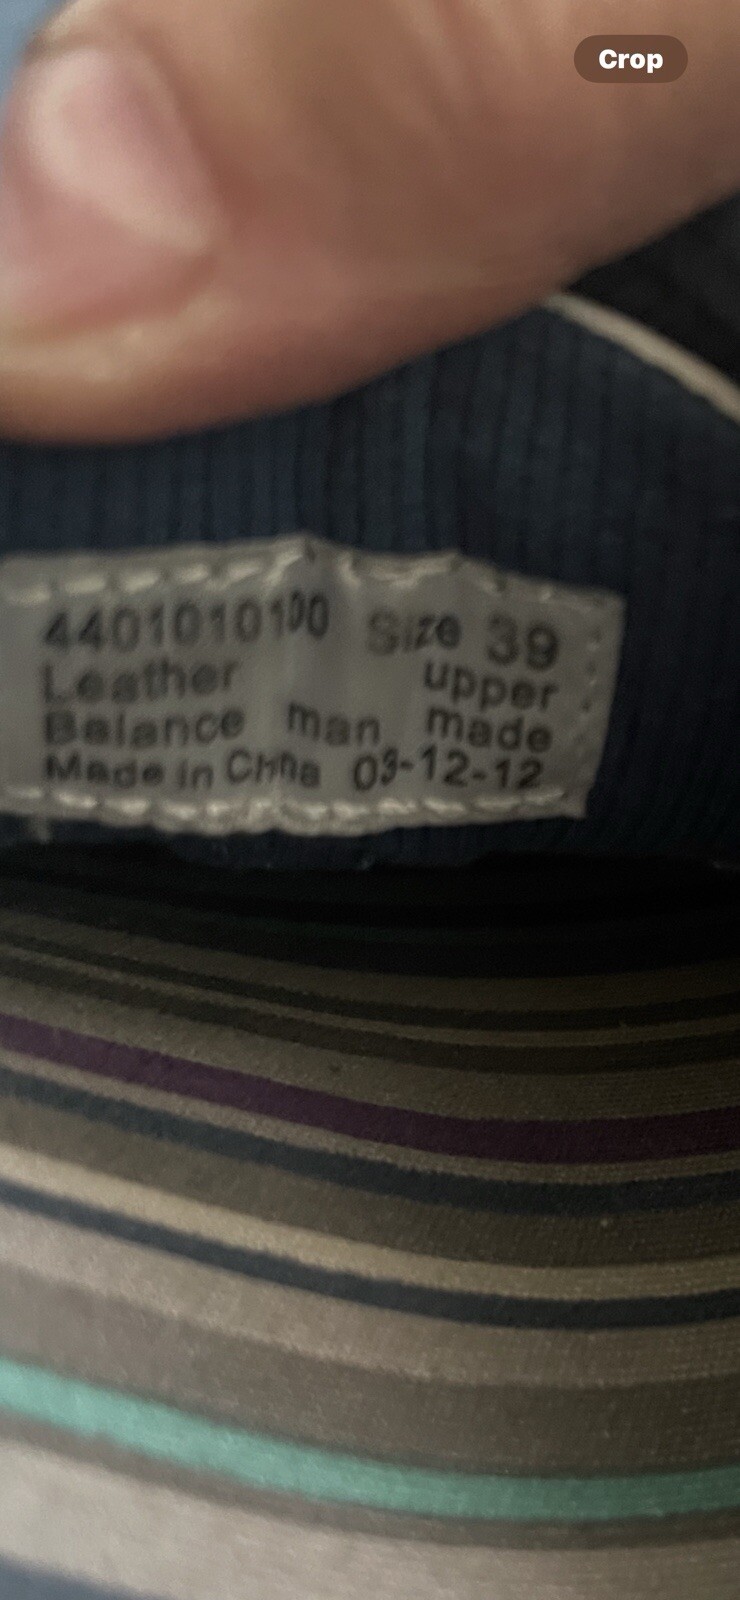 Crop
4401010100 Size 39
Leather upper
Balance man made
Made in China 03-12-12